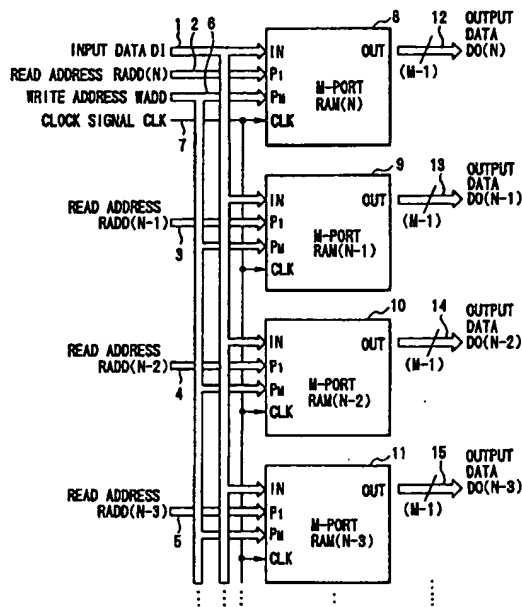 1
2
6
8
12
OUTPUT
DATA
DO(N)
INPUT DATA DI
IN
OUT
READ ADDRESS RADD(N)
P1
M-PORT
RAM(N)
(M-1)
WRITE ADDRESS WADD
PM
CLOCK SIGNAL CLK
CLK
7
9
13
OUTPUT
DATA
DO(N-1)
IN
OUT
READ ADDRESS
RADD(N-1)
P1
M-PORT
RAM(N-1)
(M-1)
3
PM
CLK
10
14
OUTPUT
DATA
DO(N-2)
IN
OUT
READ ADDRESS
RADD(N-2)
P1
M-PORT
RAM(N-2)
(M-1)
4
PM
CLK
11
15
OUTPUT
DATA
DO(N-3)
IN
OUT
READ ADDRESS
RADD(N-3)
P1
M-PORT
RAM(N-3)
(M-1)
5
PM
CLK